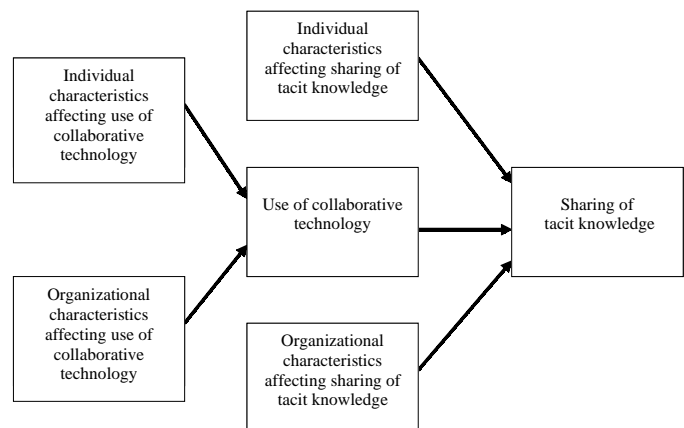 Individual
characteristics
affecting use of
collaborative
technology
Organizational
characteristics
affecting use of
collaborative
technology
Individual
characteristics
affecting sharing of
tacit knowledge
Use of collaborative
technology
Organizational
characteristics
affecting sharing of
tacit knowledge
Sharing of
tacit knowledge